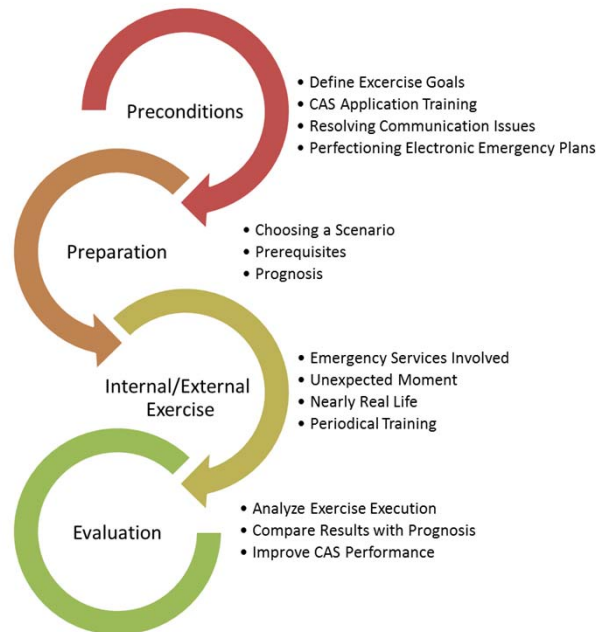 Preconditions
• Define Excercise Goals
• CAS Application Training
• Resolving Communication Issues
• Perfectioning Electronic Emergency Plans
Preparation
• Choosing a Scenario
• Prerequisites
• Prognosis
Internal/External
Exercise
• Emergency Services Involved
• Unexpected Moment
• Nearly Real Life
• Periodical Training
Evaluation
• Analyze Exercise Execution
• Compare Results with Prognosis
• Improve CAS Performance